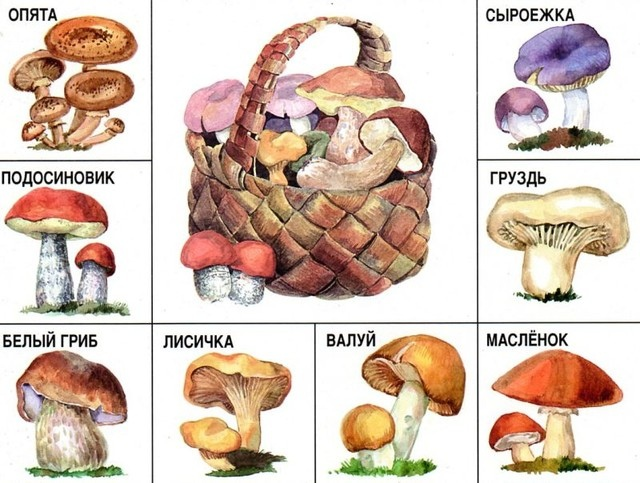 ОПЯТА
СЫРОЕЖКА
ПОДОСИНОВИК
ГРУЗДЬ
БЕЛЫЙ ГРИБ
ЛИСИЧКА
ВАЛУЙ
МАСЛЁНОК